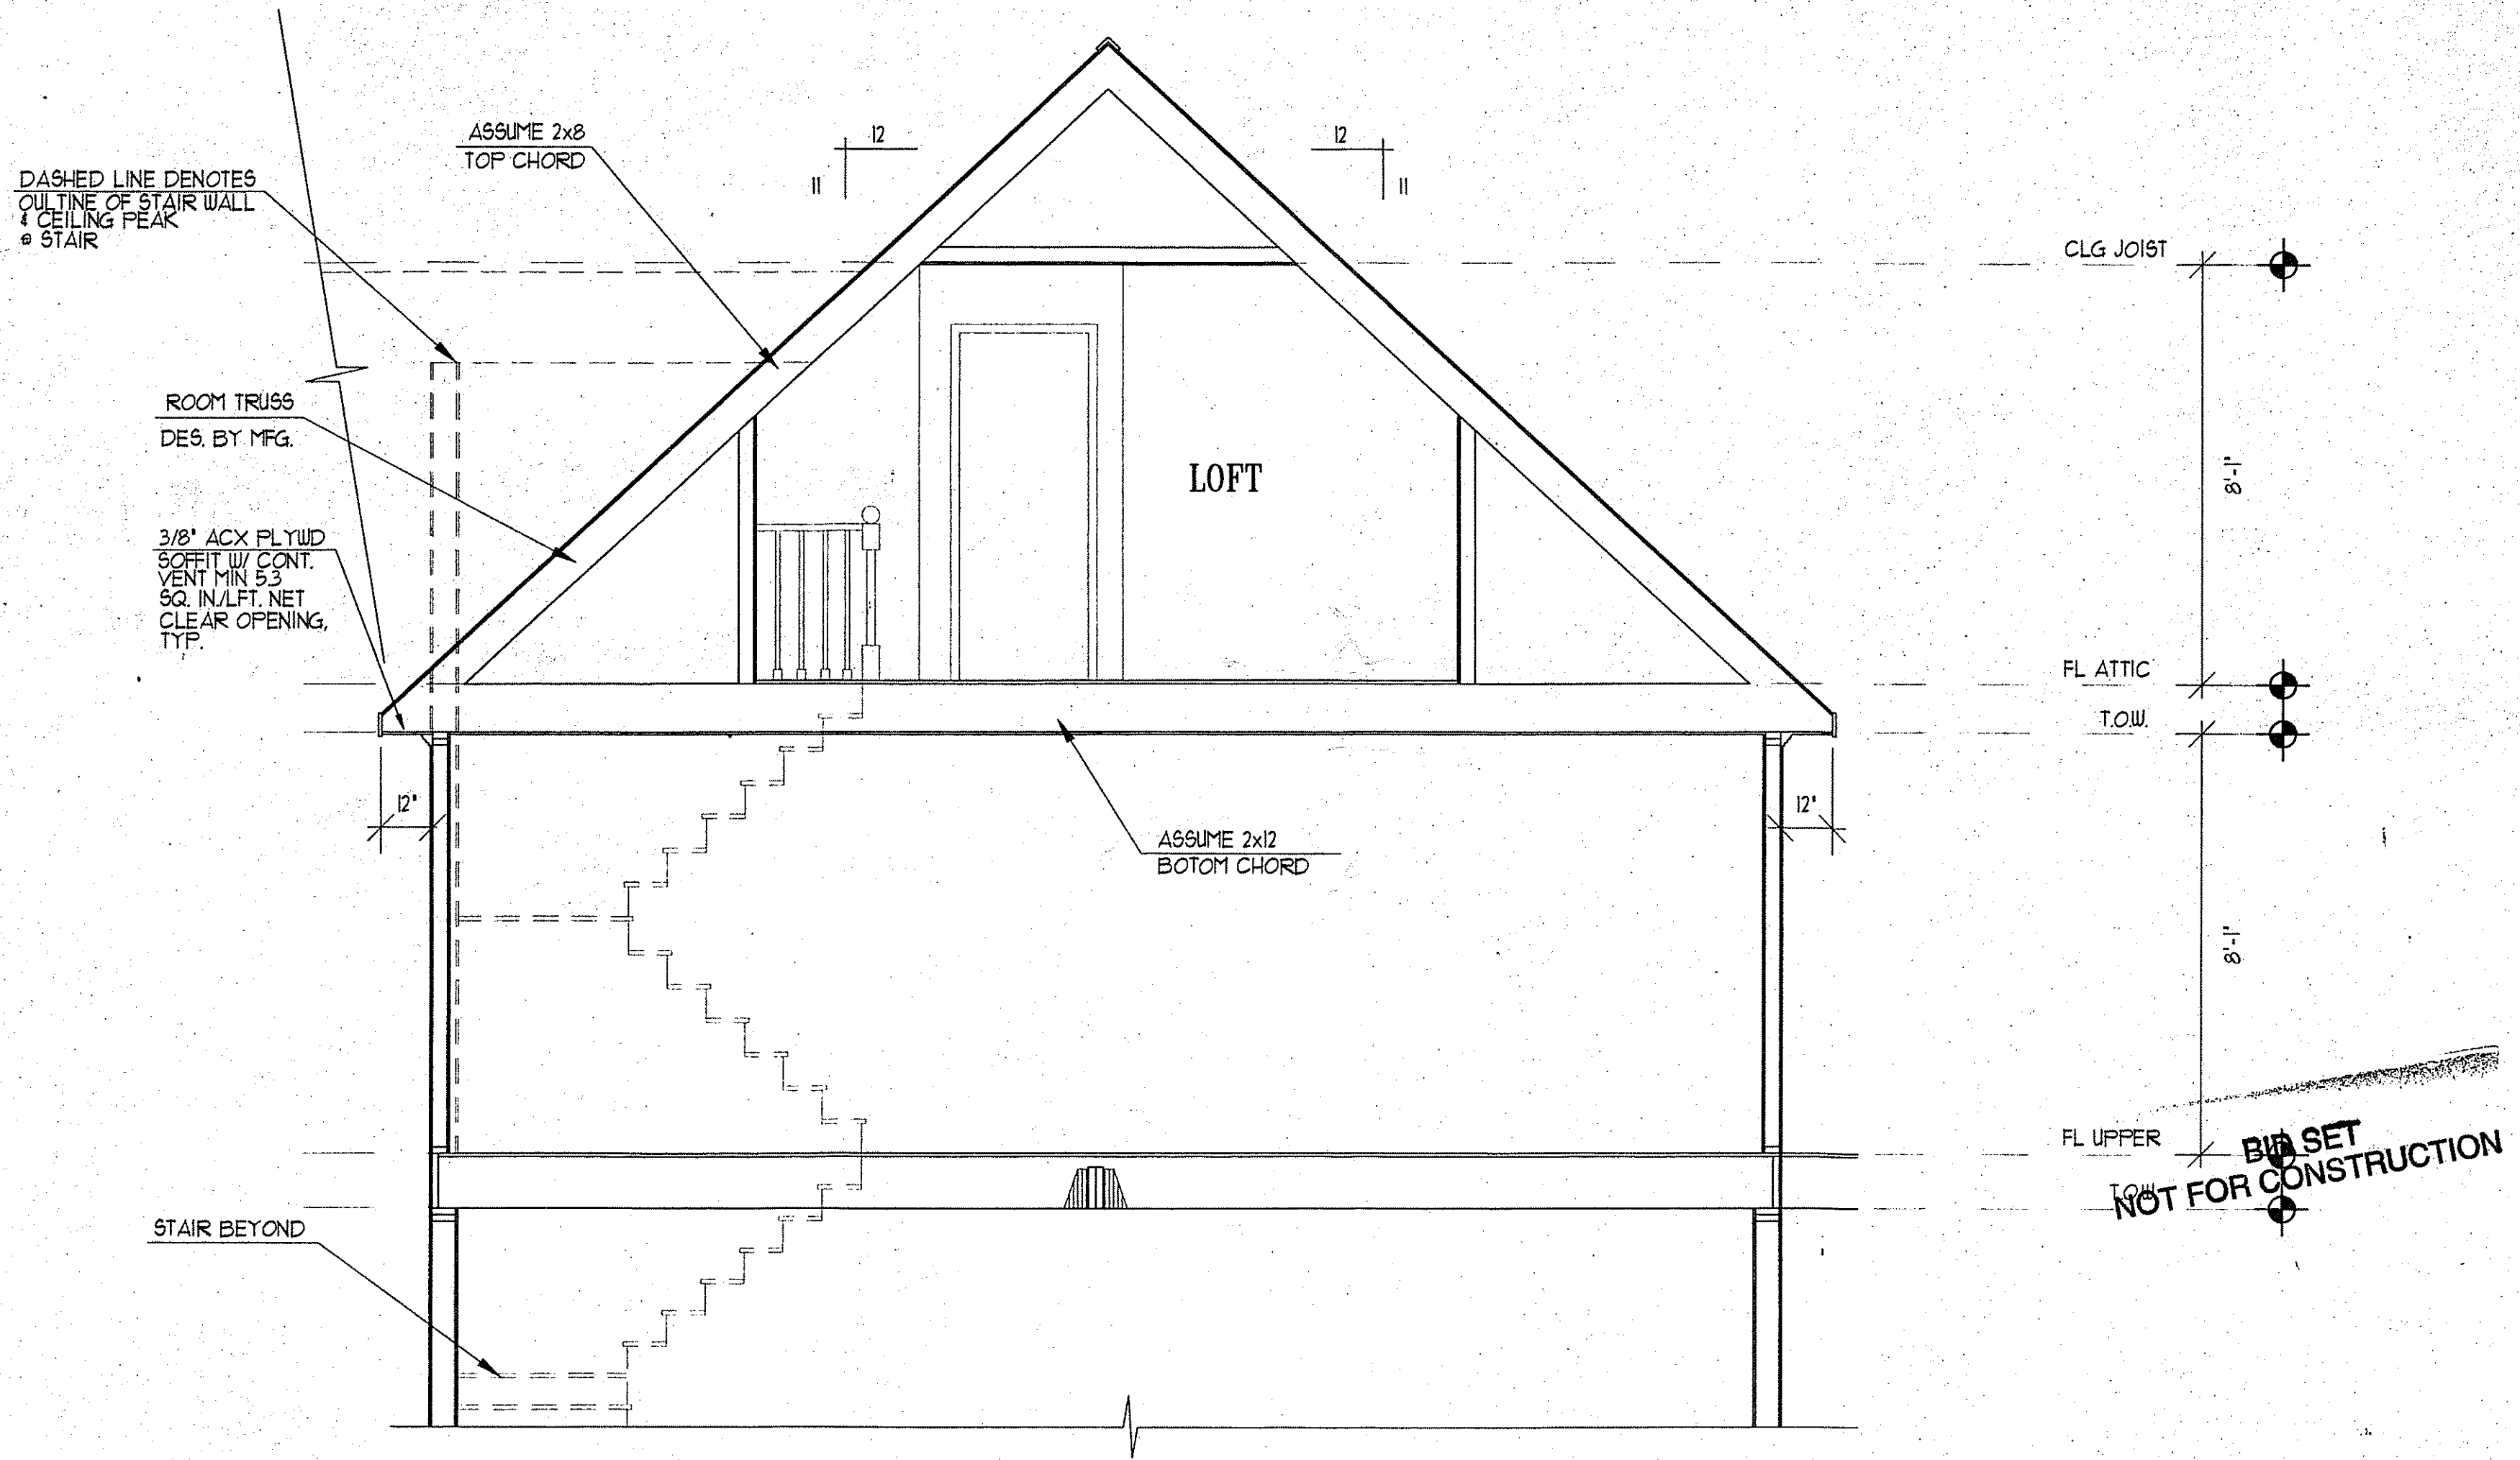 ASSUME 2x8
TOP CHORD
12
11
12
11
DASHED LINE DENOTES
OULTINE OF STAIR WALL
& CEILING PEAK
@ STAIR
CLG JOIST
ROOM TRUSS
DES. BY MFG.
LOFT
8'-1"
3/8" ACX PLYWD
SOFFIT W/ CONT.
VENT MIN 5.3
SQ. IN./LFT. NET
CLEAR OPENING,
TYP.
FL ATTIC
T.O.W.
12"
12"
ASSUME 2x12
BOTOM CHORD
8'-1"
FL UPPER
BID SET
NOT FOR CONSTRUCTION
T.O.W.
STAIR BEYOND